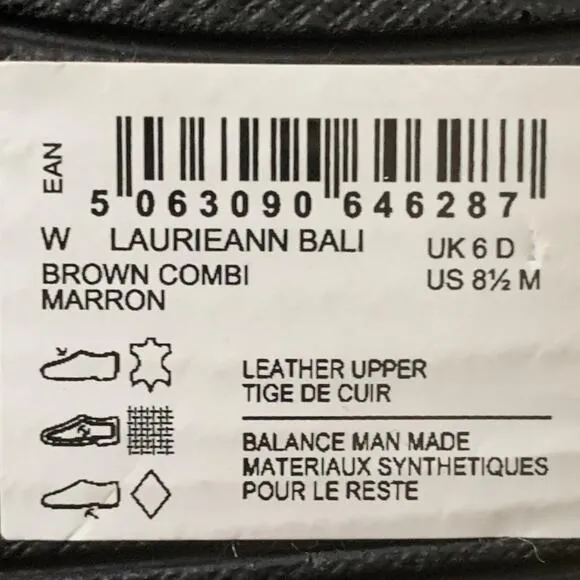 EAN
5 063090 646287
W LAURIEANN BALI
UK 6 D
BROWN COMBI
US 8½ M
MARRON
LEATHER UPPER
TIGE DE CUIR
BALANCE MAN MADE
MATERIAUX SYNTHETIQUES
POUR LE RESTE